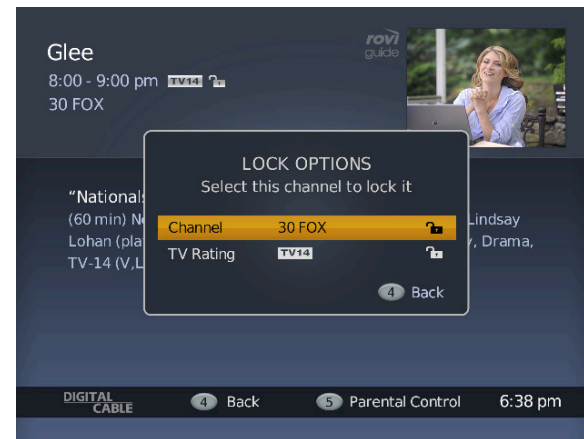 Glee
rovi
guide
8:00 - 9:00 pm TV14
30 FOX
LOCK OPTIONS
Select this channel to lock it
"National
(60 min) N Lindsay
Channel 30 FOX
Lohan (pla , Drama,
TV Rating TV14
TV-14 (V,L
4 Back
DIGITAL
CABLE
4 Back 5 Parental Control 6:38 pm